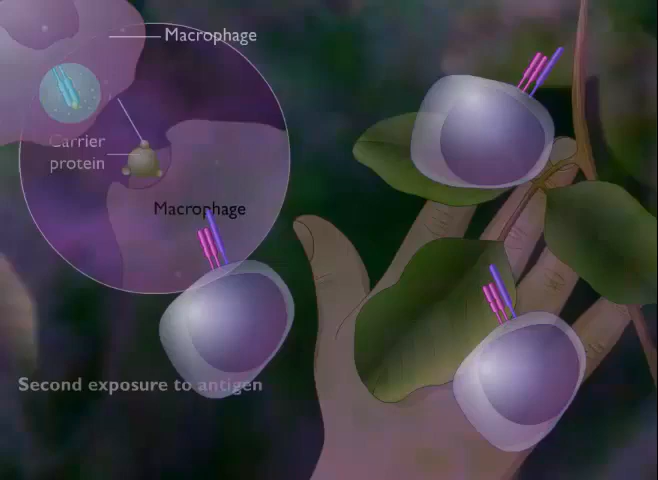 Macrophage
Carrier
protein
Macrophage
Second exposure to antigen